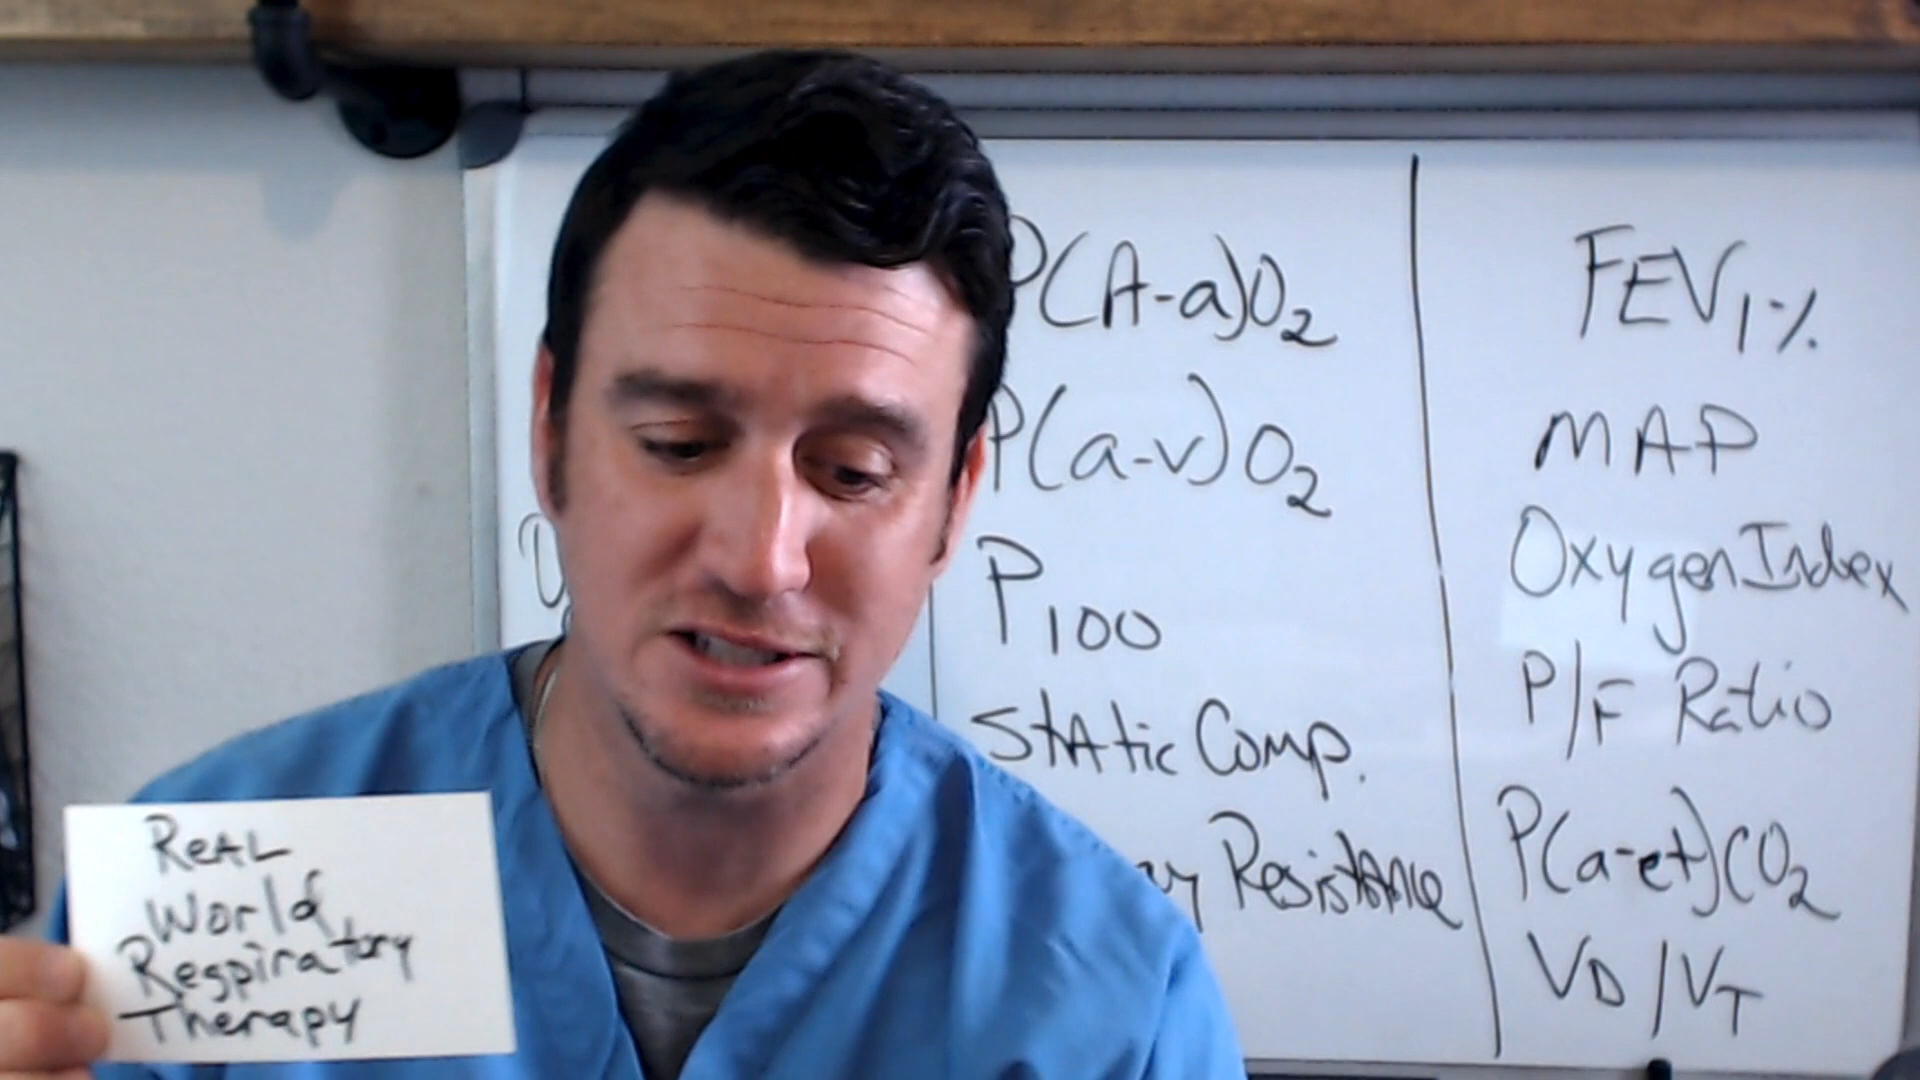 ReAL
World
Respiratory
Therapy
P(A-a)O2
P(a-v)O2
P100
StAtic Comp.
Resistance
FEV1%
MAP
Oxygen Index
P/F Ratio
P(a-et)CO2
VD/VT